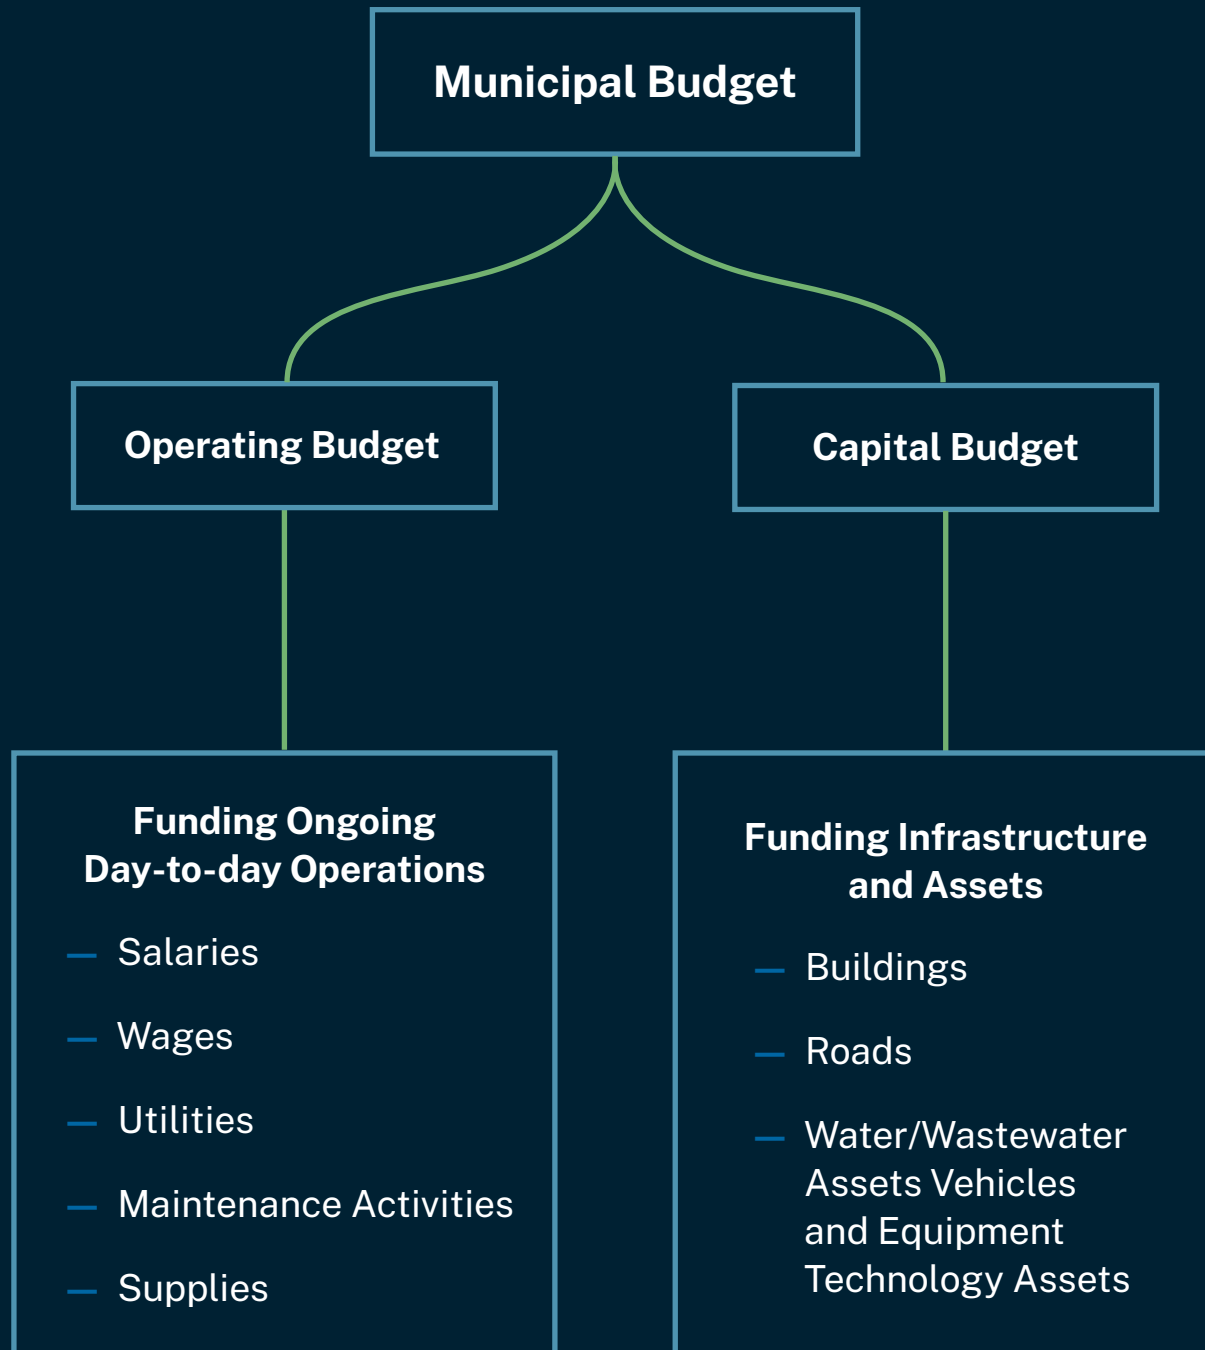 Municipal Budget
Operating Budget
Capital Budget
Funding Ongoing
Day-to-day Operations
— Salaries
— Wages
— Utilities
— Maintenance Activities
— Supplies
Funding Infrastructure
and Assets
— Buildings
— Roads
— Water/Wastewater
Assets Vehicles
and Equipment
Technology Assets